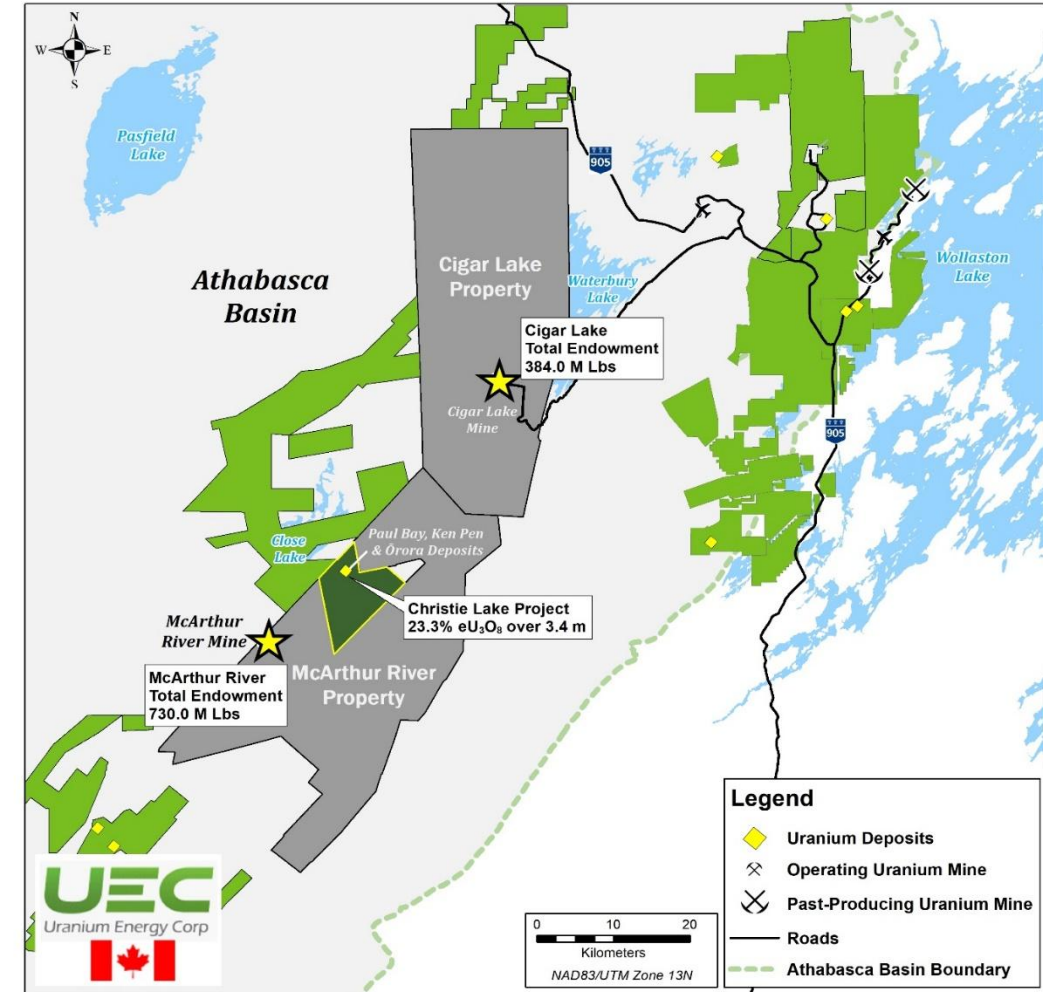 N
W
E
S
Pasfield
Lake
905
Athabasca
Basin
Cigar Lake
Property
Waterbury
Lake
Wollaston
Lake
Cigar Lake
Total Endowment
384.0 M Lbs
Cigar Lake
Mine
905
Paul Bay, Ken Pen
& Ōrora Deposits
Close
Lake
Christie Lake Project
23.3% eU₃O₈ over 3.4 m
McArthur
River Mine
McArthur River
Property
McArthur River
Total Endowment
730.0 M Lbs
Legend
Uranium Deposits
Operating Uranium Mine
Past-Producing Uranium Mine
Roads
Athabasca Basin Boundary
0 10 20
Kilometers
NAD83/UTM Zone 13N
UEC
Uranium Energy Corp